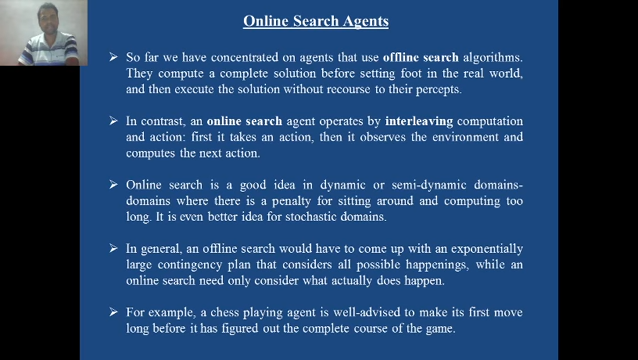 Online Search Agents
➢ So far we have concentrated on agents that use offline search algorithms.
They compute a complete solution before setting foot in the real world,
and then execute the solution without recourse to their percepts.
➢ In contrast, an online search agent operates by interleaving computation
and action: first it takes an action, then it observes the environment and
computes the next action.
➢ Online search is a good idea in dynamic or semi-dynamic domains-
domains where there is a penalty for sitting around and computing too
long. It is even better idea for stochastic domains.
➢ In general, an offline search would have to come up with an exponentially
large contingency plan that considers all possible happenings, while an
online search need only consider what actually does happen.
➢ For example, a chess playing agent is well-advised to make its first move
long before it has figured out the complete course of the game.